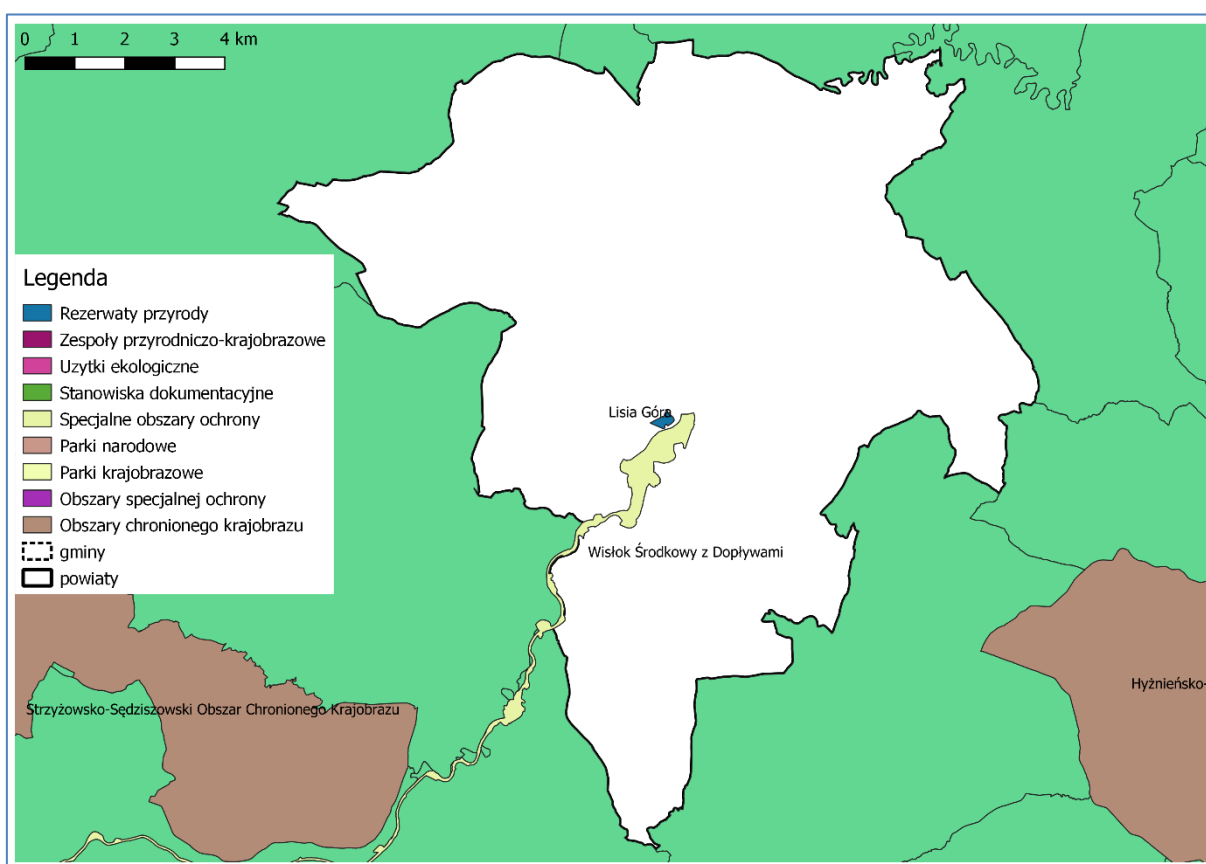 0 1 2 3 4 km
Legenda
Rezerwaty przyrody
Zespoły przyrodniczo-krajobrazowe
Uzytki ekologiczne
Stanowiska dokumentacyjne
Specjalne obszary ochrony
Parki narodowe
Parki krajobrazowe
Obszary specjalnej ochrony
Obszary chronionego krajobrazu
gminy
powiaty
Lisia Góra
Wisłok Środkowy z Dopływami
Strzyżowsko-Sędziszowski Obszar Chronionego Krajobrazu
Hyżnieńsko-